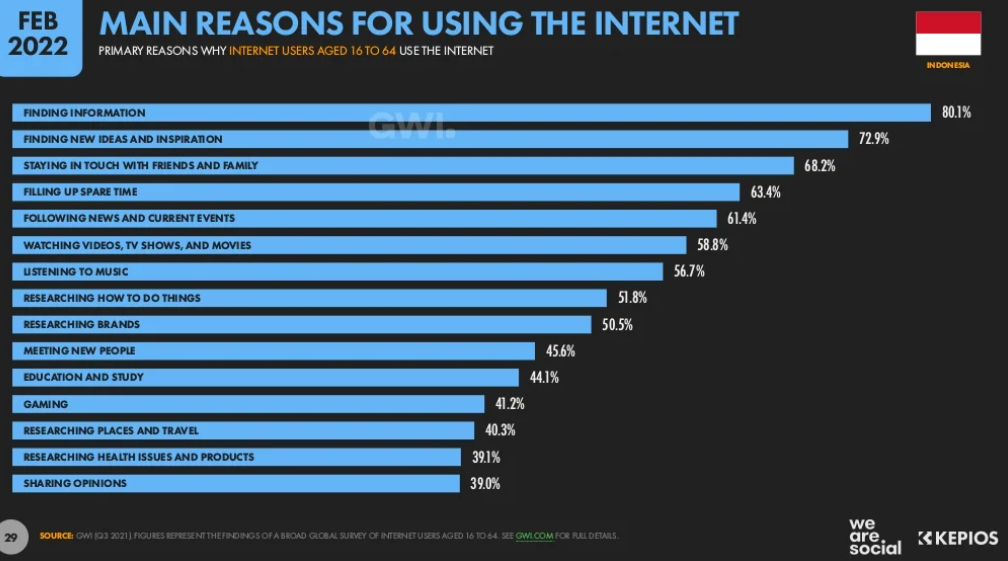 FEB
2022
MAIN REASONS FOR USING THE INTERNET
PRIMARY REASONS WHY INTERNET USERS AGED 16 TO 64 USE THE INTERNET
INDONESIA
GWI.
FINDING INFORMATION 80.1%
FINDING NEW IDEAS AND INSPIRATION 72.9%
STAYING IN TOUCH WITH FRIENDS AND FAMILY 68.2%
FILLING UP SPARE TIME 63.4%
FOLLOWING NEWS AND CURRENT EVENTS 61.4%
WATCHING VIDEOS, TV SHOWS, AND MOVIES 58.8%
LISTENING TO MUSIC 56.7%
RESEARCHING HOW TO DO THINGS 51.8%
RESEARCHING BRANDS 50.5%
MEETING NEW PEOPLE 45.6%
EDUCATION AND STUDY 44.1%
GAMING 41.2%
RESEARCHING PLACES AND TRAVEL 40.3%
RESEARCHING HEALTH ISSUES AND PRODUCTS 39.1%
SHARING OPINIONS 39.0%
29
SOURCE: GWI (Q3 2021). FIGURES REPRESENT THE FINDINGS OF A BROAD GLOBAL SURVEY OF INTERNET USERS AGED 16 TO 64. SEE GWI.COM FOR FULL DETAILS.
we
are
social
KEPIOS